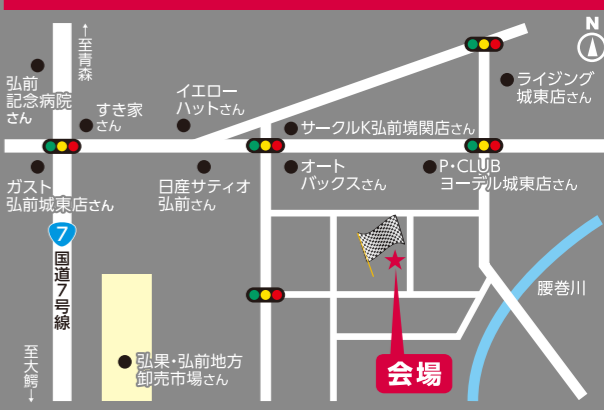 N
↑至青森
弘前
記念病院
さん
すき家
さん
イエロー
ハットさん
サークルK弘前境関店さん
ライジング
城東店さん
ガスト
弘前城東店さん
日産サティオ
弘前さん
オート
バックスさん
P・CLUB
ヨーデル城東店さん
7
国道7号線
腰巻川
至大鰐↓
弘果・弘前地方
卸売市場さん
会場